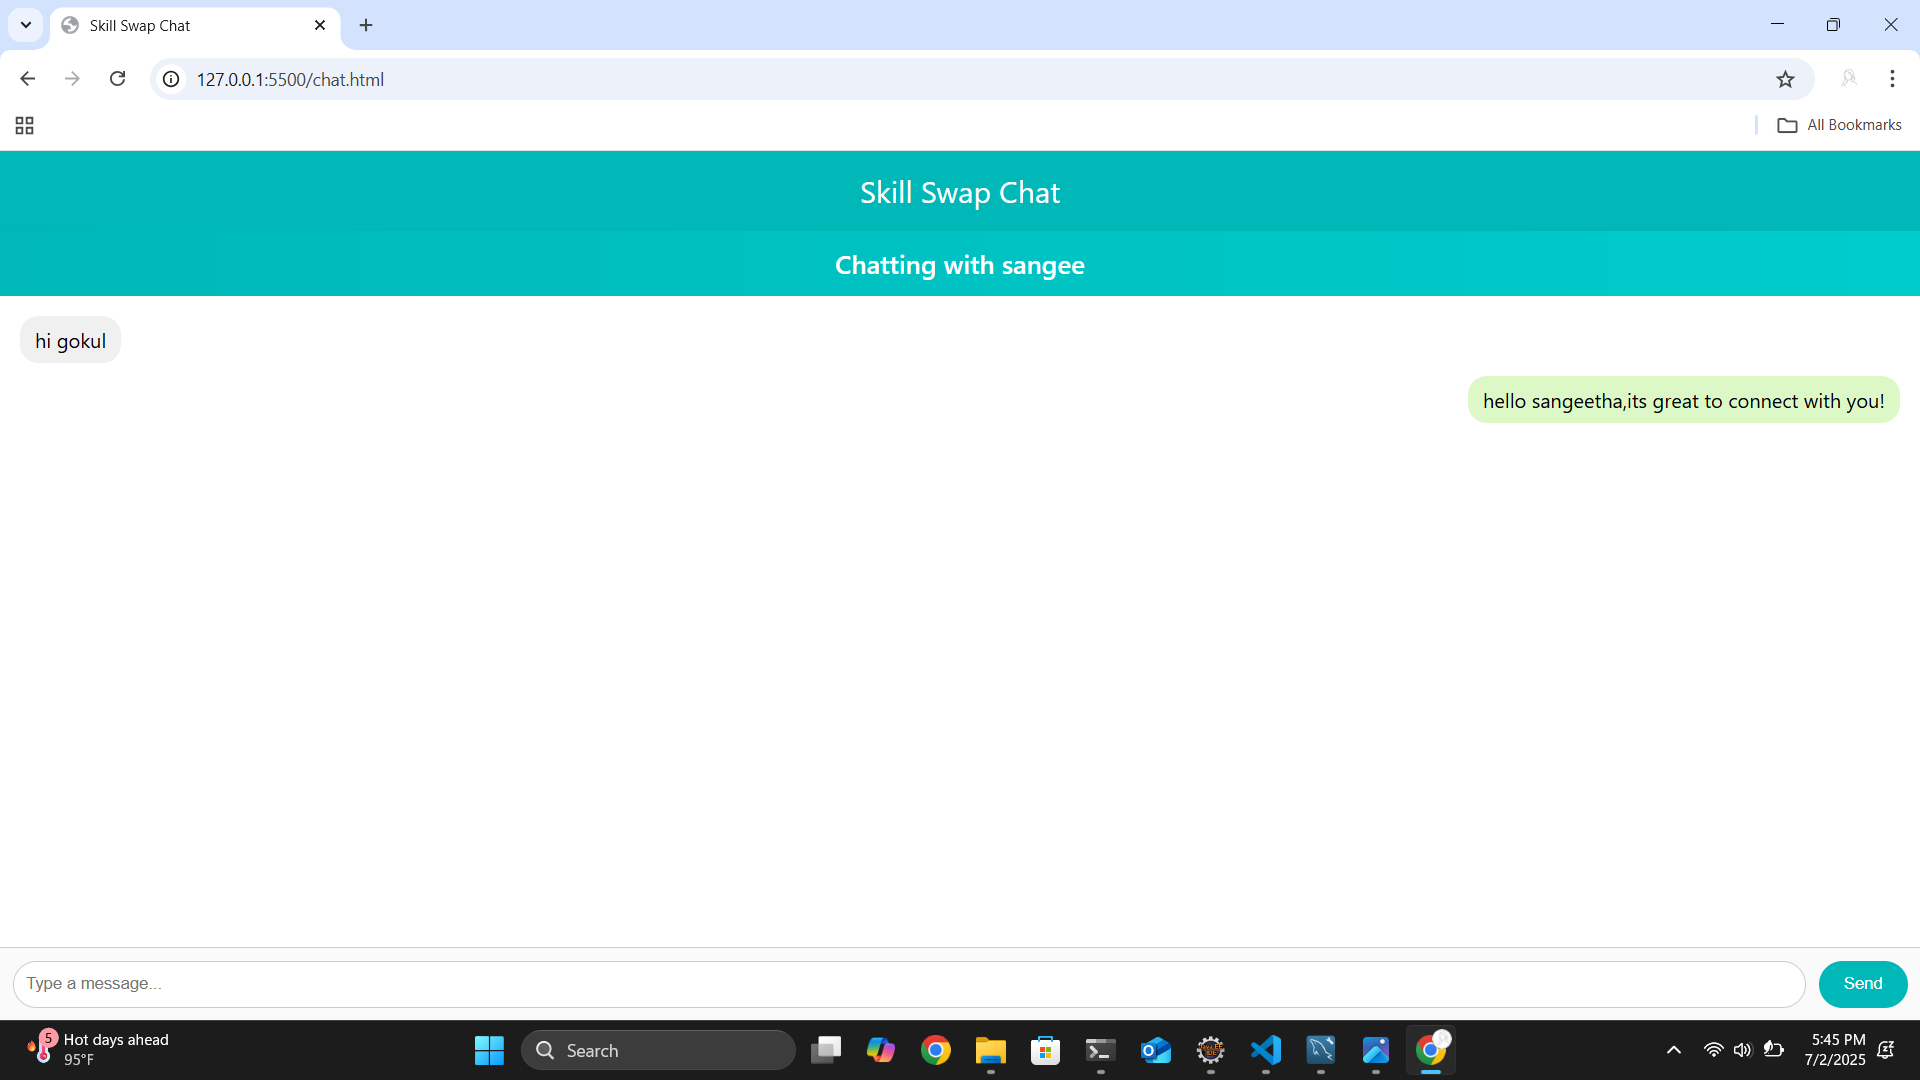 Skill Swap Chat
127.0.0.1:5500/chat.html
All Bookmarks
Skill Swap Chat
Chatting with sangee
hi gokul
hello sangeetha,its great to connect with you!
Type a message...
Send
5
Hot days ahead
95°F
Search
5:45 PM
7/2/2025